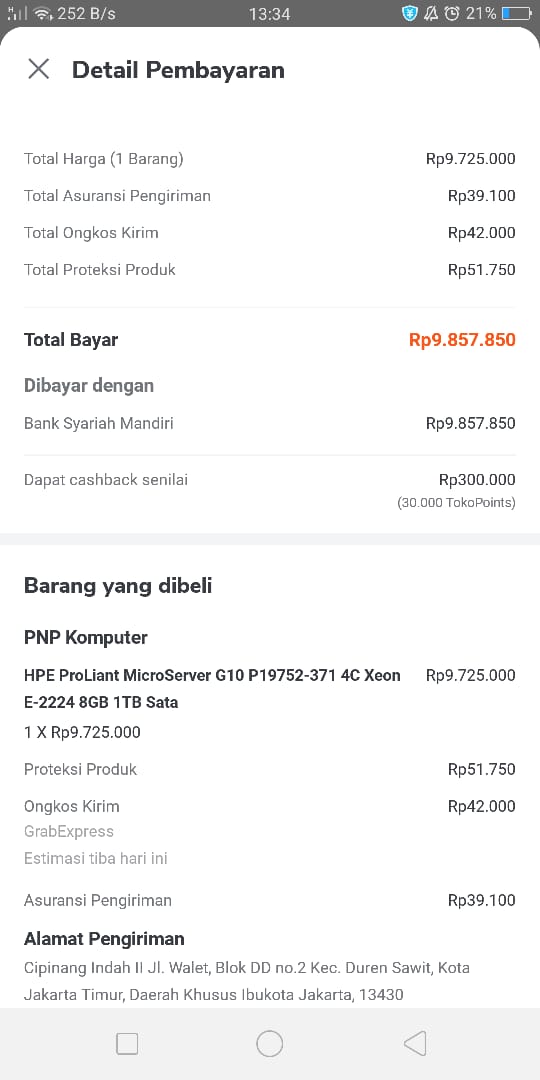 252 B/s 13:34 21%
Detail Pembayaran
Total Harga (1 Barang) Rp9.725.000
Total Asuransi Pengiriman Rp39.100
Total Ongkos Kirim Rp42.000
Total Proteksi Produk Rp51.750
Total Bayar Rp9.857.850
Dibayar dengan
Bank Syariah Mandiri Rp9.857.850
Dapat cashback senilai Rp300.000
(30.000 TokoPoints)
Barang yang dibeli
PNP Komputer
HPE ProLiant MicroServer G10 P19752-371 4C Xeon Rp9.725.000
E-2224 8GB 1TB Sata
1 X Rp9.725.000
Proteksi Produk Rp51.750
Ongkos Kirim Rp42.000
GrabExpress
Estimasi tiba hari ini
Asuransi Pengiriman Rp39.100
Alamat Pengiriman
Cipinang Indah II Jl. Walet, Blok DD no.2 Kec. Duren Sawit, Kota
Jakarta Timur, Daerah Khusus Ibukota Jakarta, 13430